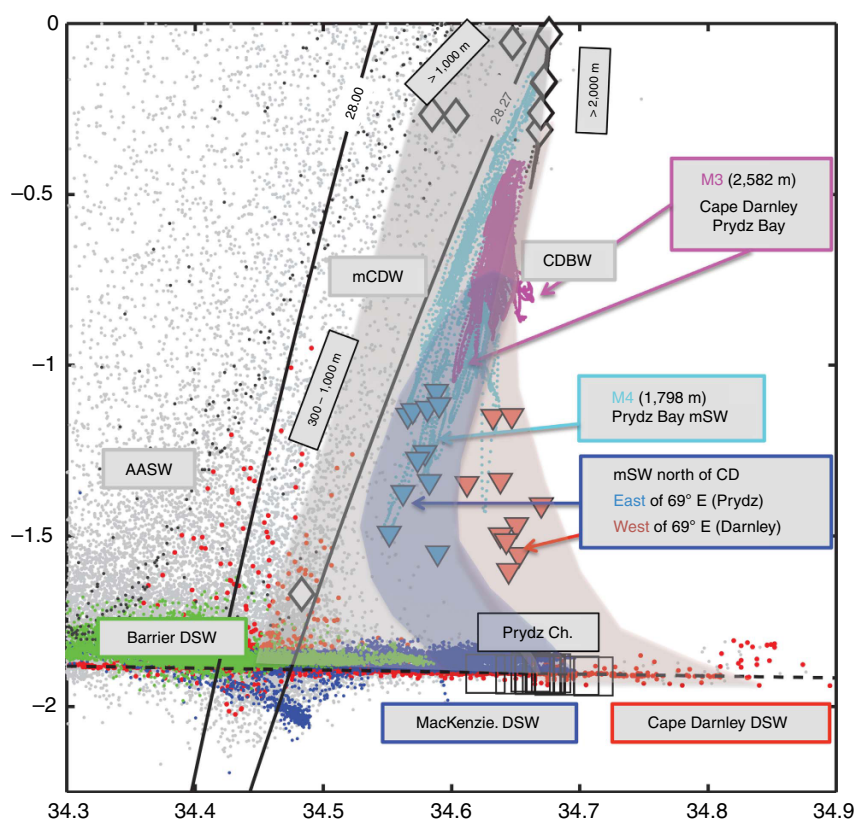 0
−0.5
−1
−1.5
−2
34.3
34.4
34.5
34.6
34.7
34.8
34.9
28.00
> 1,000 m
28.27
> 2,000 m
M3 (2,582 m)
Cape Darnley
Prydz Bay
mCDW
CDBW
300 – 1,000 m
M4 (1,798 m)
Prydz Bay mSW
AASW
mSW north of CD
East of 69° E (Prydz)
West of 69° E (Darnley)
Barrier DSW
Prydz Ch.
MacKenzie. DSW
Cape Darnley DSW